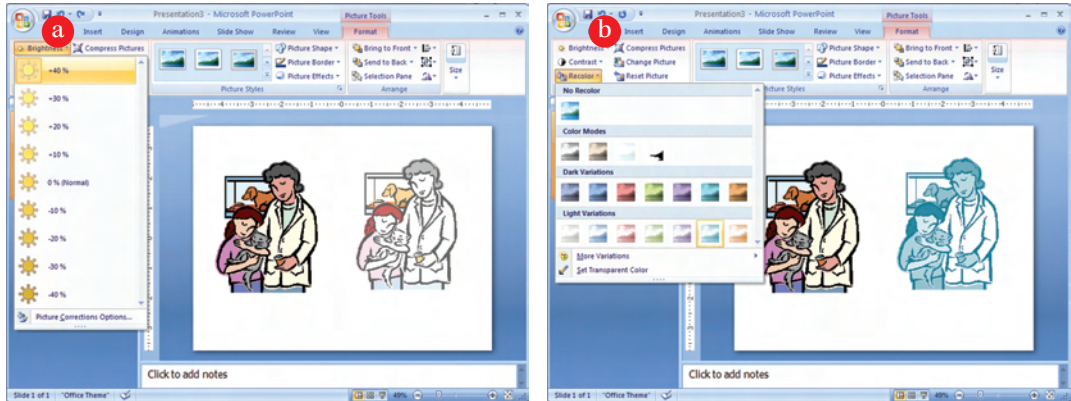 a
Presentation3 - Microsoft PowerPoint
Picture Tools
Insert
Design
Animations
Slide Show
Review
View
Format
Brightness
Compress Pictures
Picture Shape
Picture Border
Picture Effects
Bring to Front
Send to Back
Selection Pane
Size
Picture Styles
Arrange
+40 %
+30 %
+20 %
+10 %
0 % (Normal)
-10 %
-20 %
-30 %
-40 %
Picture Corrections Options...
Click to add notes
Slide 1 of 1
"Office Theme"
49%
b
Presentation3 - Microsoft PowerPoint
Picture Tools
Insert
Design
Animations
Slide Show
Review
View
Format
Brightness
Compress Pictures
Contrast
Change Picture
Recolor
Reset Picture
Picture Shape
Picture Border
Picture Effects
Bring to Front
Send to Back
Selection Pane
Size
Picture Styles
Arrange
No Recolor
Color Modes
Dark Variations
Light Variations
More Variations
Set Transparent Color
Click to add notes
Slide 1 of 1
"Office Theme"
49%